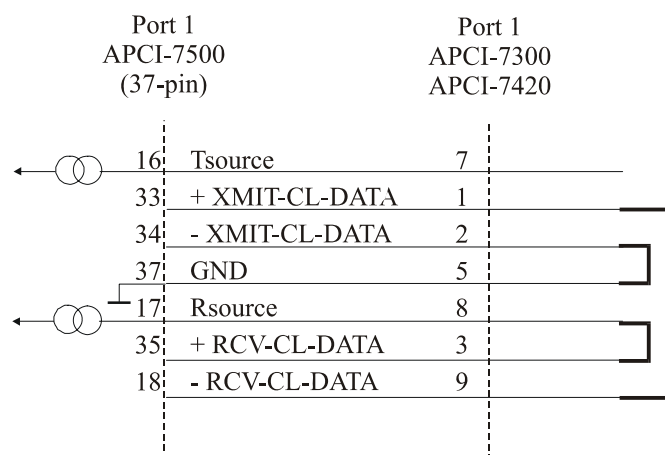 Port 1
APCI-7500
(37-pin)
Port 1
APCI-7300
APCI-7420
16 Tsource 7
33 + XMIT-CL-DATA 1
34 - XMIT-CL-DATA 2
37 GND 5
17 Rsource 8
35 + RCV-CL-DATA 3
18 - RCV-CL-DATA 9